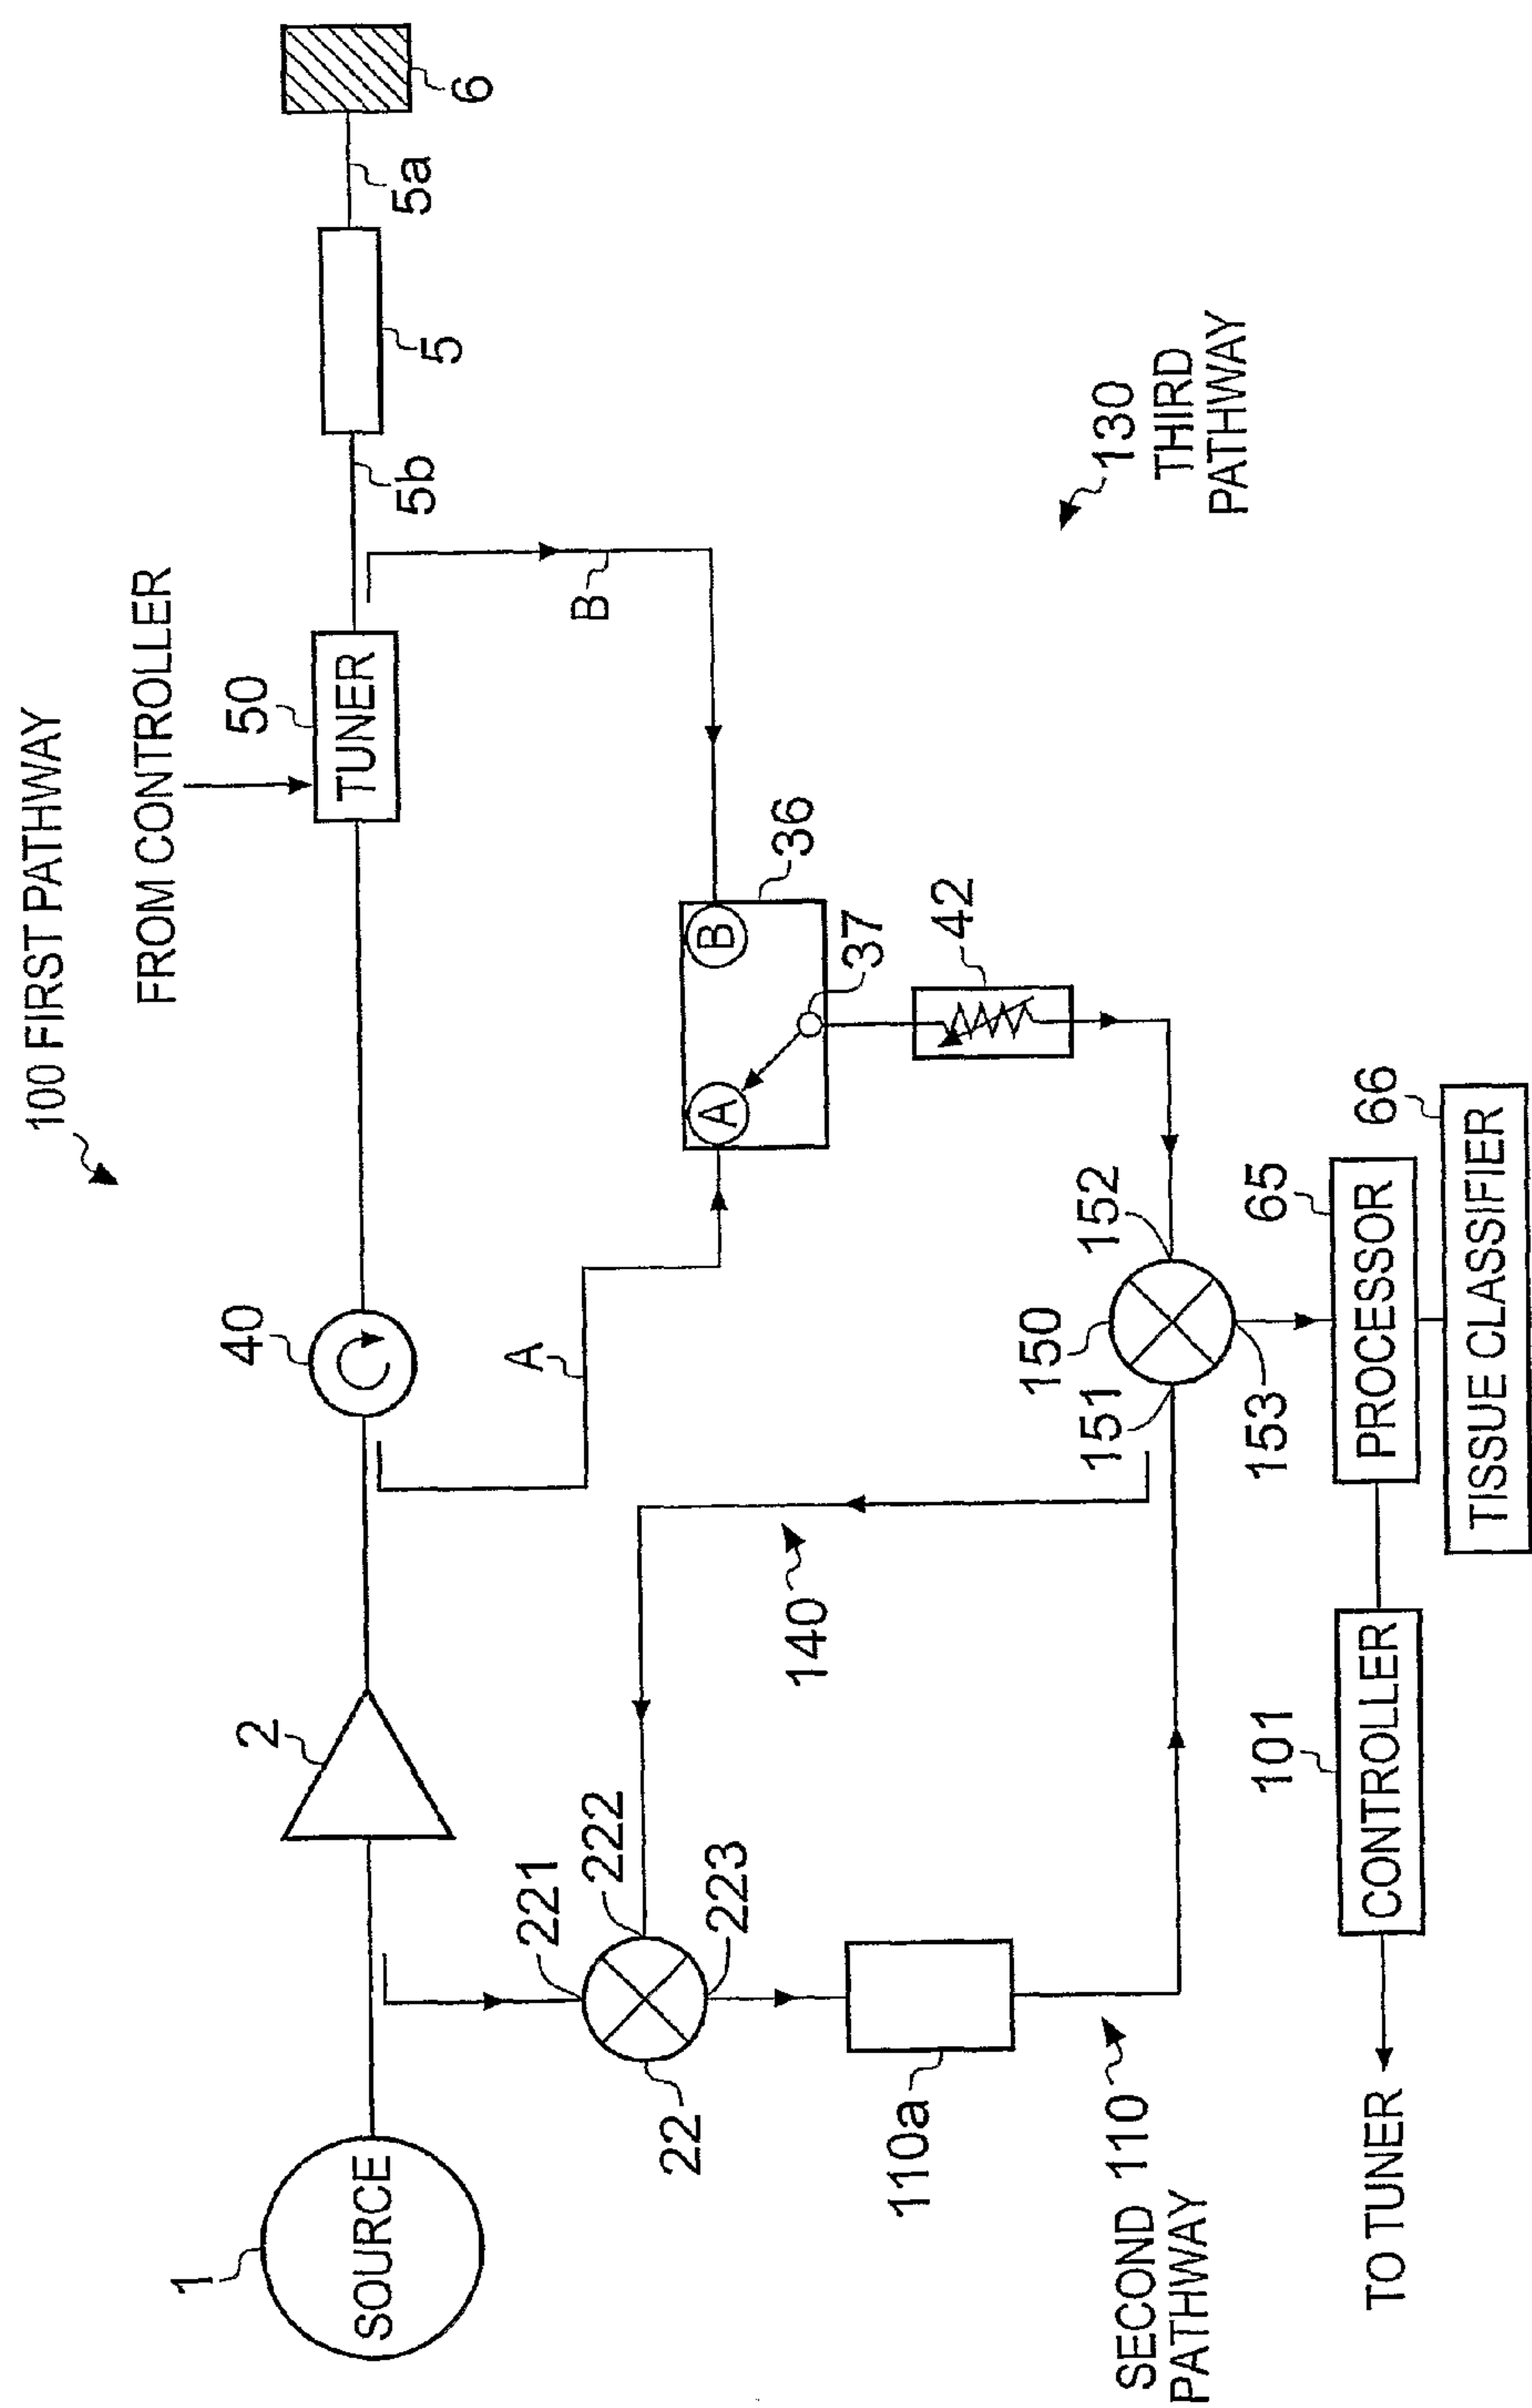 100 FIRST PATHWAY
FROM CONTROLLER
1
SOURCE
2
40
50
TUNER
5b
5
5a
6
A
B
221
222
22
223
110a
140
A
B
36
37
42
130
THIRD
PATHWAY
SECOND 110
PATHWAY
150
151
152
153
65
PROCESSOR
66
TISSUE CLASSIFIER
101
CONTROLLER
TO TUNER